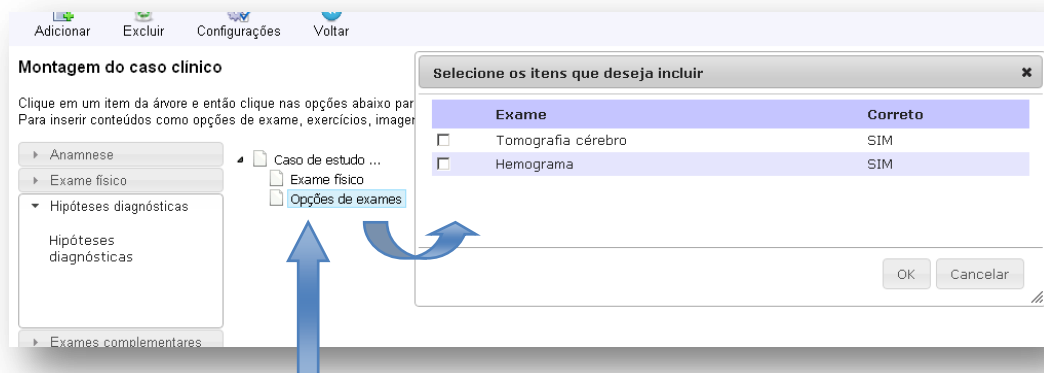 Adicionar Excluir Configurações Voltar
Montagem do caso clínico
Clique em um item da árvore e então clique nas opções abaixo par
Para inserir conteúdos como opções de exame, exercícios, imager
Anamnese
Exame físico
Hipóteses diagnósticas
Hipóteses
diagnósticas
Exames complementares
Caso de estudo ...
Exame físico
Opções de exames
Selecione os itens que deseja incluir
Exame Correto
Tomografia cérebro SIM
Hemograma SIM
OK Cancelar